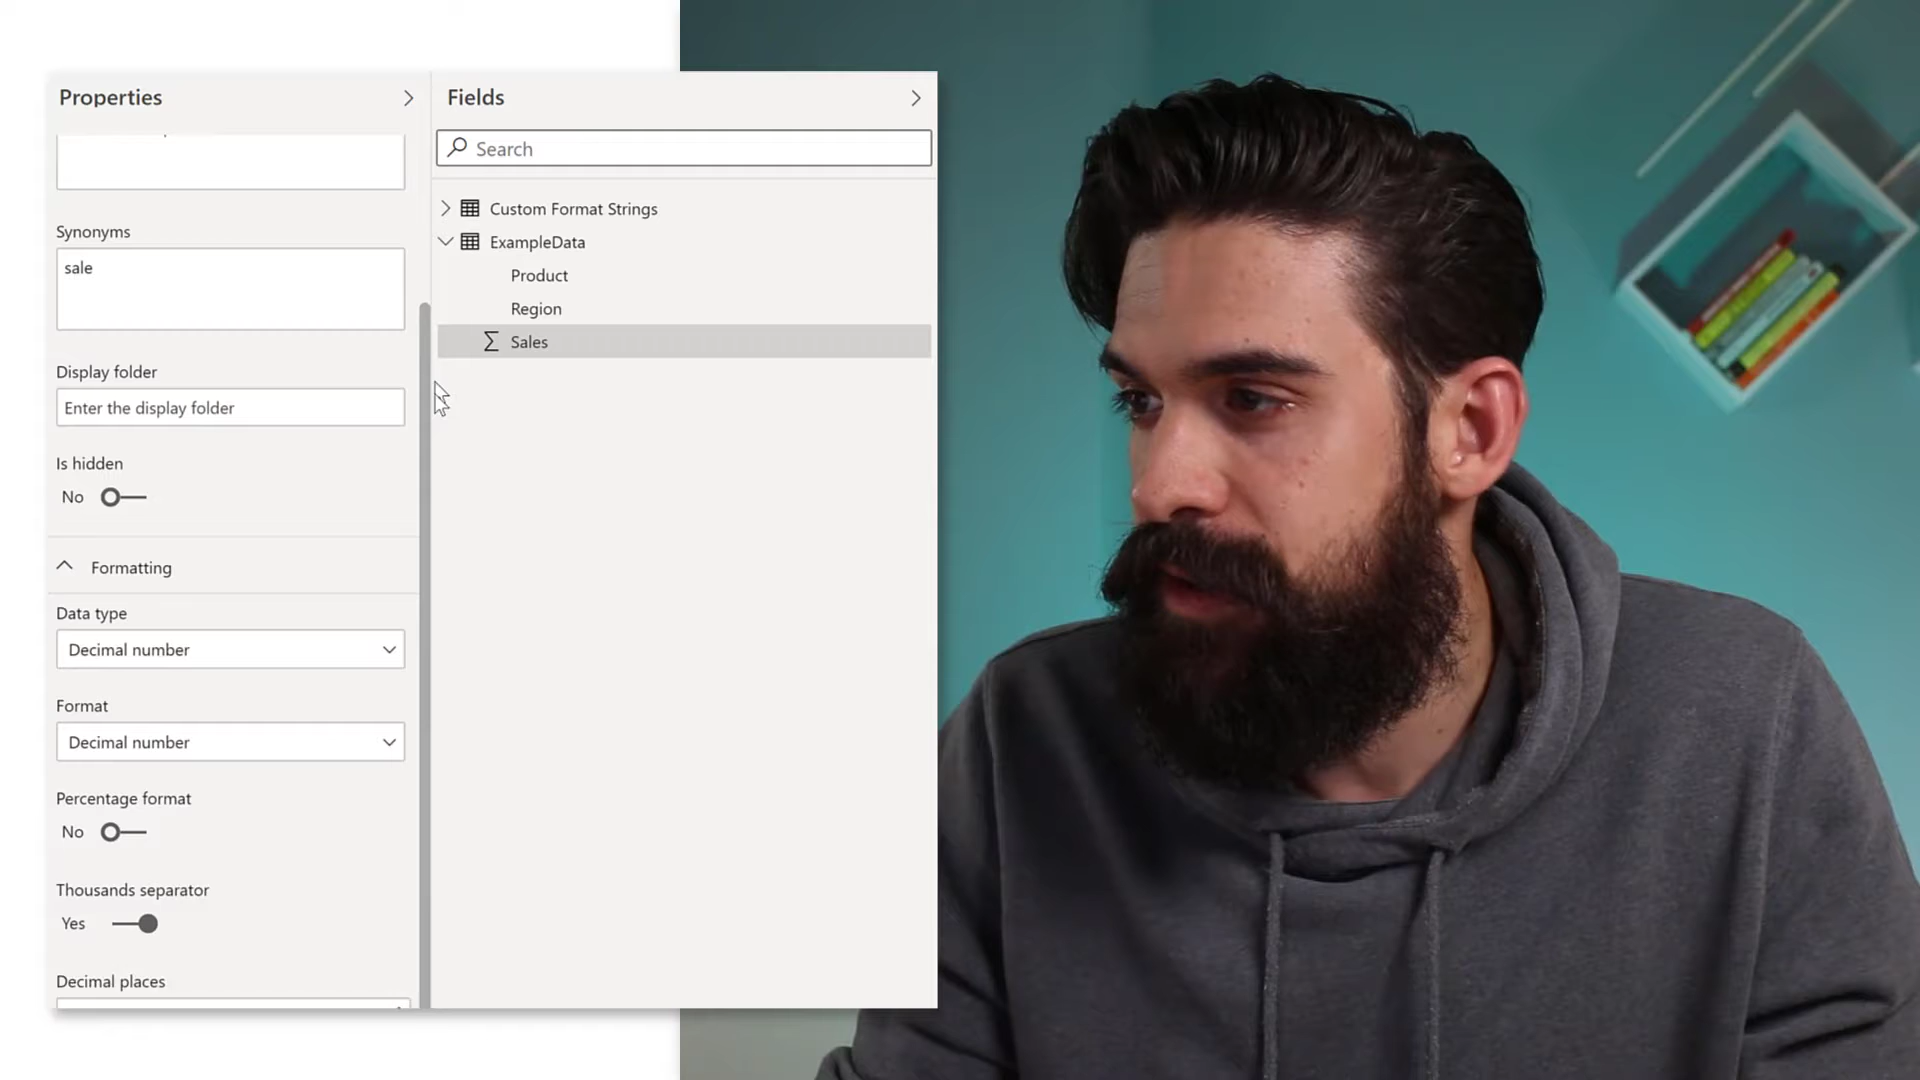 Properties
Synonyms
sale
Display folder
Enter the display folder
Is hidden
No
Formatting
Data type
Decimal number
Format
Decimal number
Percentage format
No
Thousands separator
Yes
Decimal places
Fields
Search
Custom Format Strings
ExampleData
Product
Region
Sales